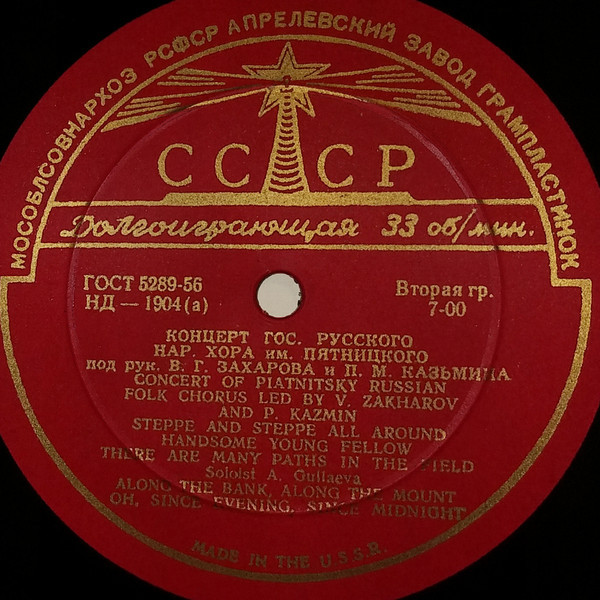 МОСОБЛСОВНАРХОЗ РСФСР АПРЕЛЕВСКИЙ ЗАВОД ГРАМПЛАСТИНОК
СССР
Долгоиграющая 33 об/мин.
ГОСТ 5289-56
НД — 1904 (а)
Вторая гр.
7-00
КОНЦЕРТ ГОС. РУССКОГО
НАР. ХОРА им. ПЯТНИЦКОГО
под рук. В. Г. ЗАХАРОВА и П. М. КАЗЬМИНА
CONCERT OF PIATNITSKY RUSSIAN
FOLK CHORUS LED BY V. ZAKHAROV
AND P. KAZMIN
STEPPE AND STEPPE ALL AROUND
HANDSOME YOUNG FELLOW
THERE ARE MANY PATHS IN THE FIELD
Soloist A. Guliaeva
ALONG THE BANK, ALONG THE MOUNT
OH, SINCE EVENING, SINCE MIDNIGHT
MADE IN THE U.S.S.R.